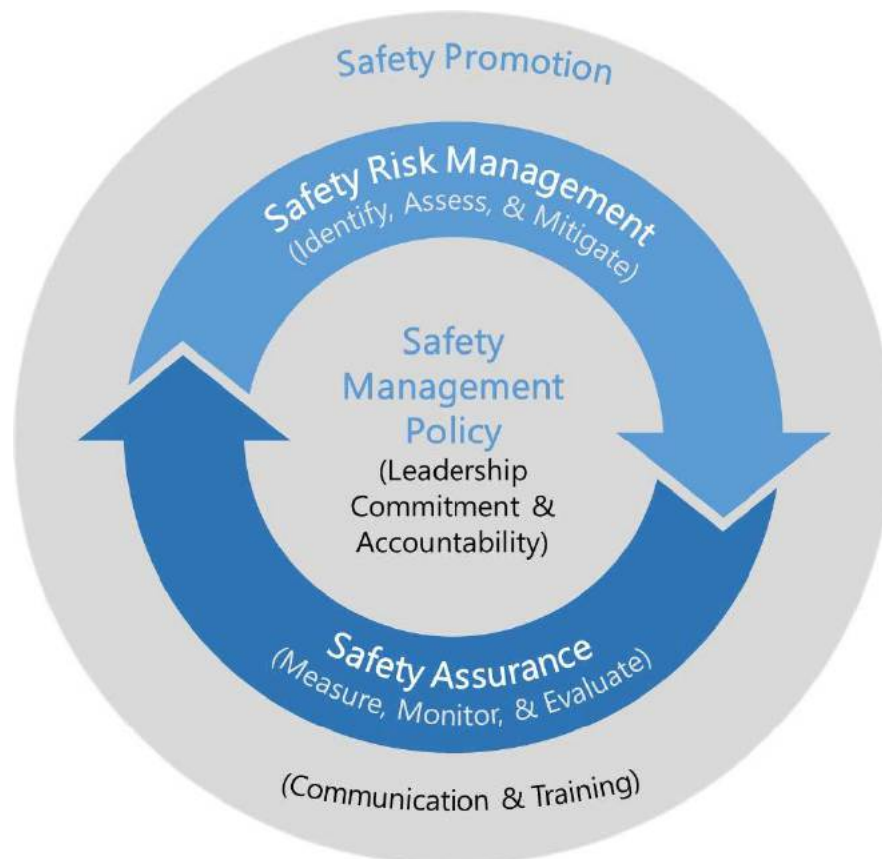 Safety Promotion
Safety Risk Management
(Identify, Assess, & Mitigate)
Safety
Management
Policy
(Leadership
Commitment &
Accountability)
Safety Assurance
(Measure, Monitor, & Evaluate)
(Communication & Training)